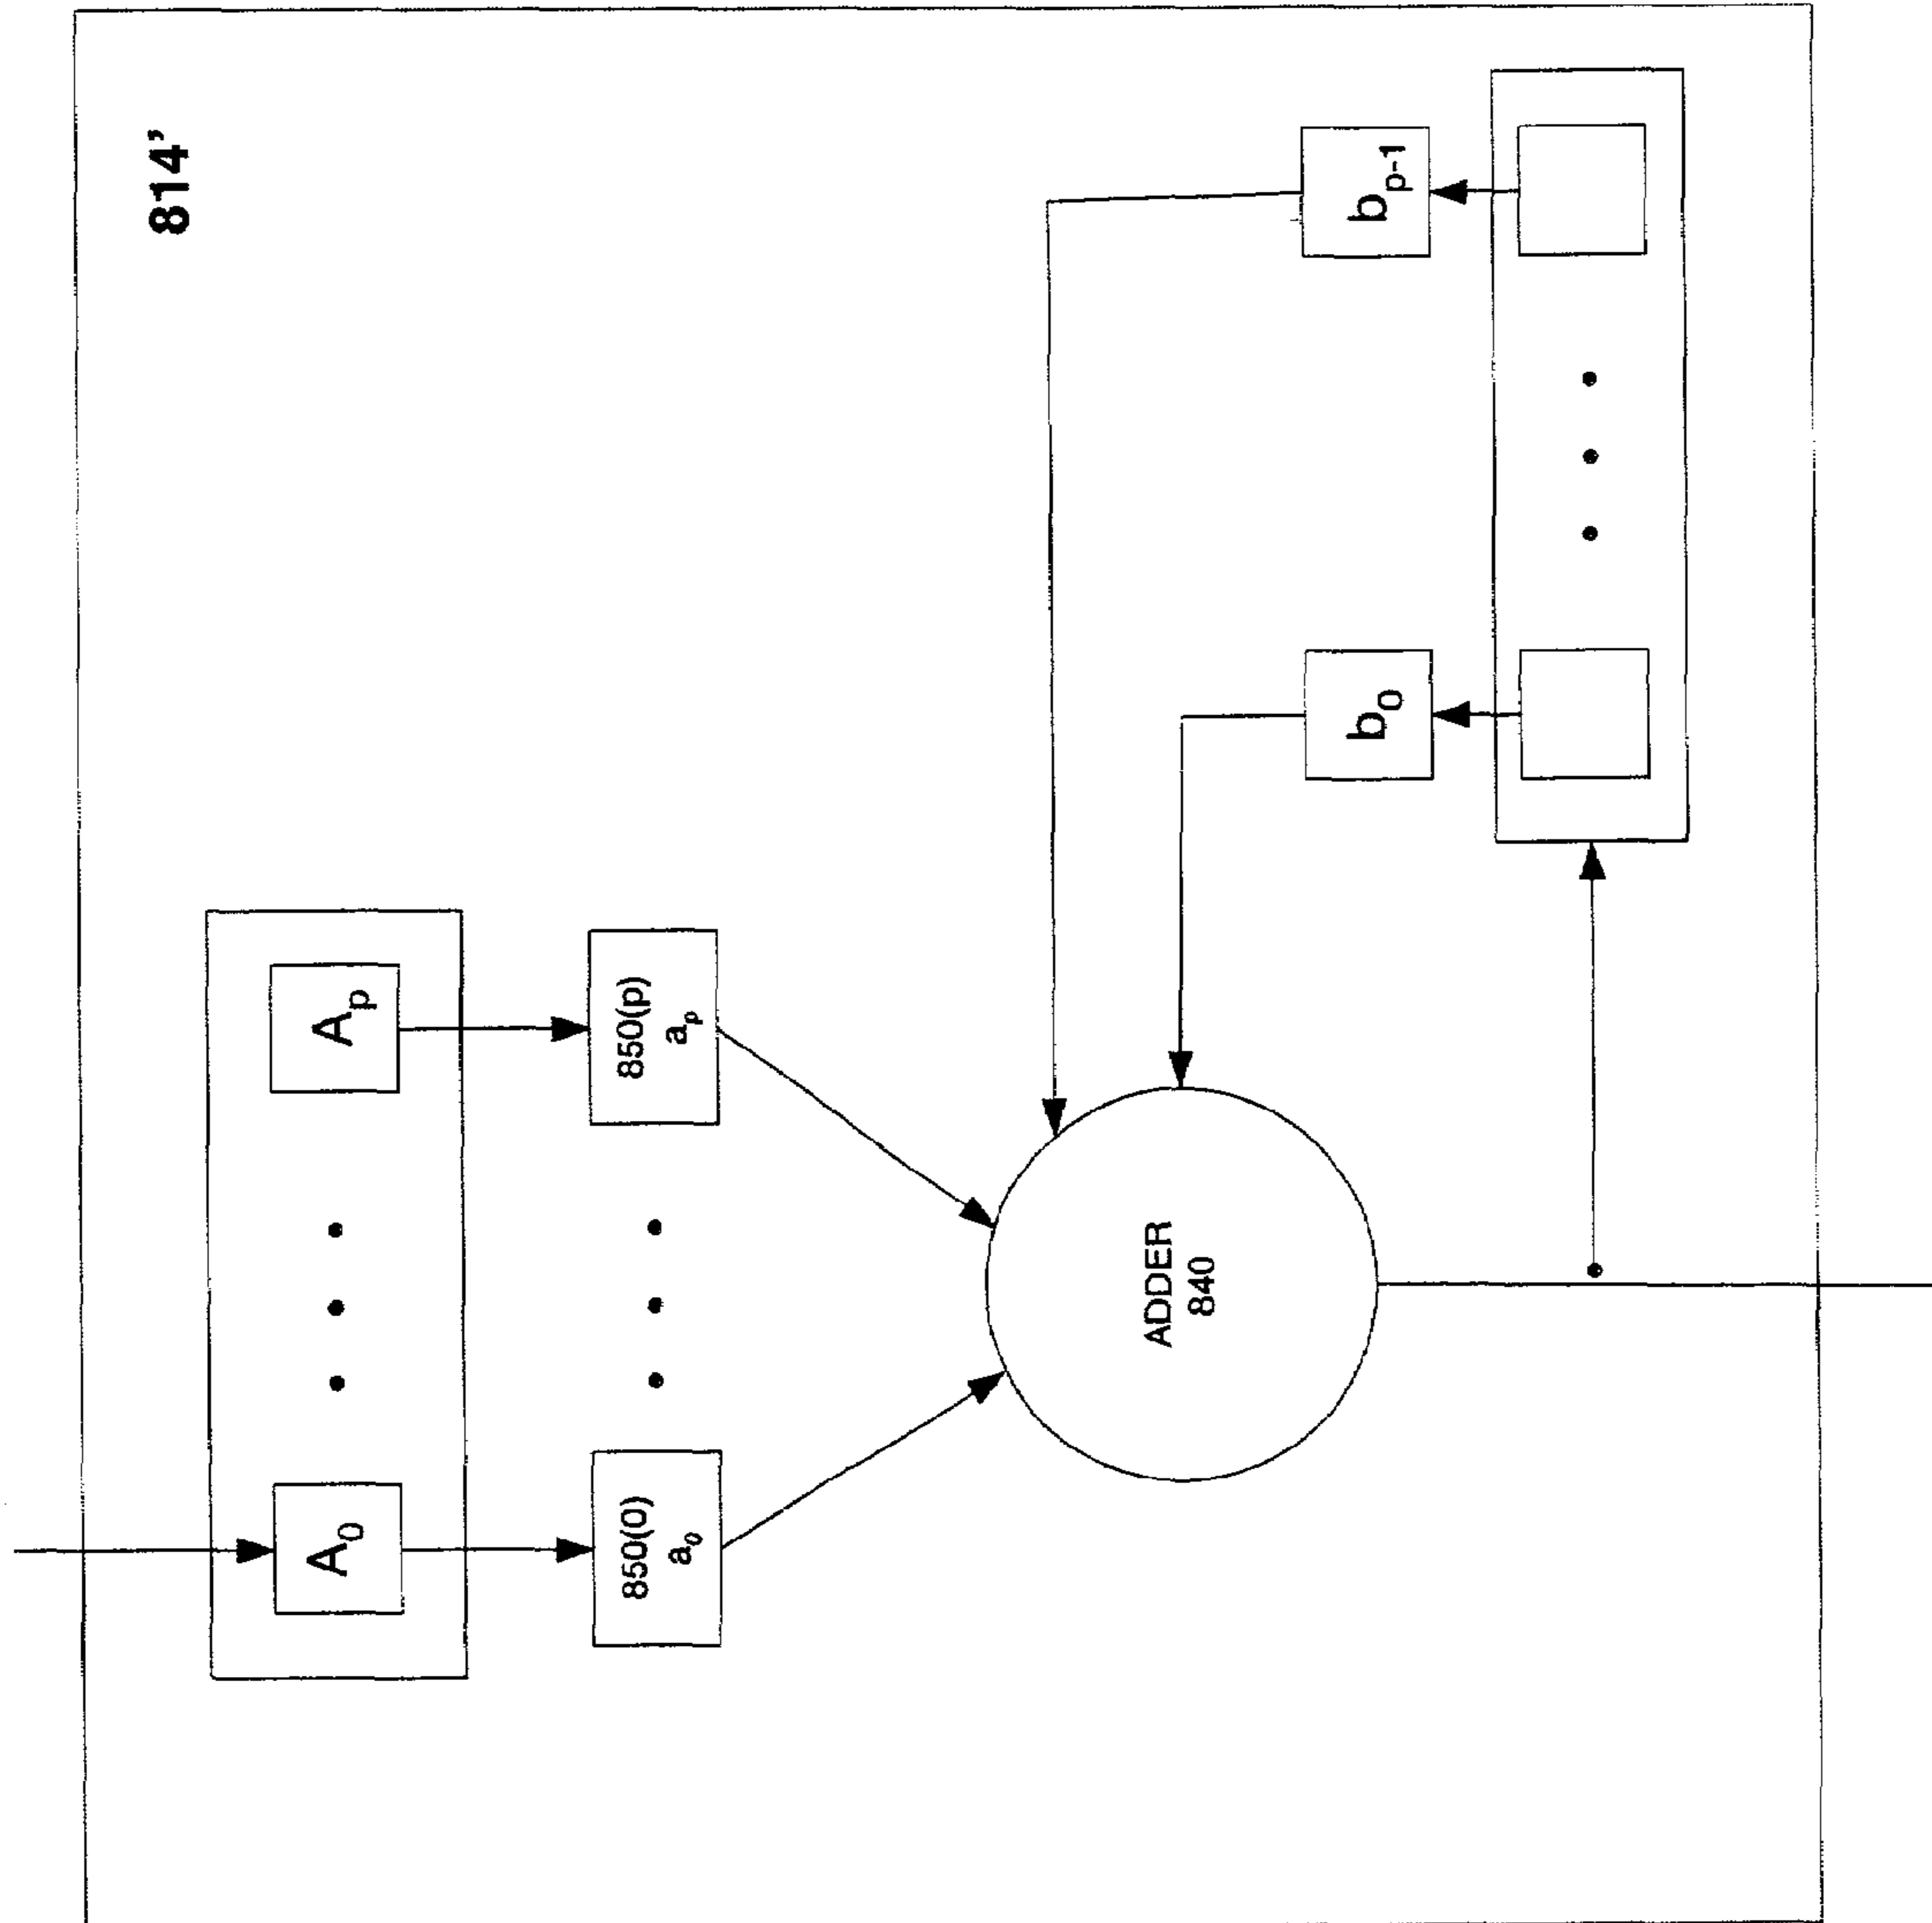 814’
A₀
Aₚ
850(0)
a₀
850(p)
aₚ
ADDER
840
b₀
bₚ₋₁